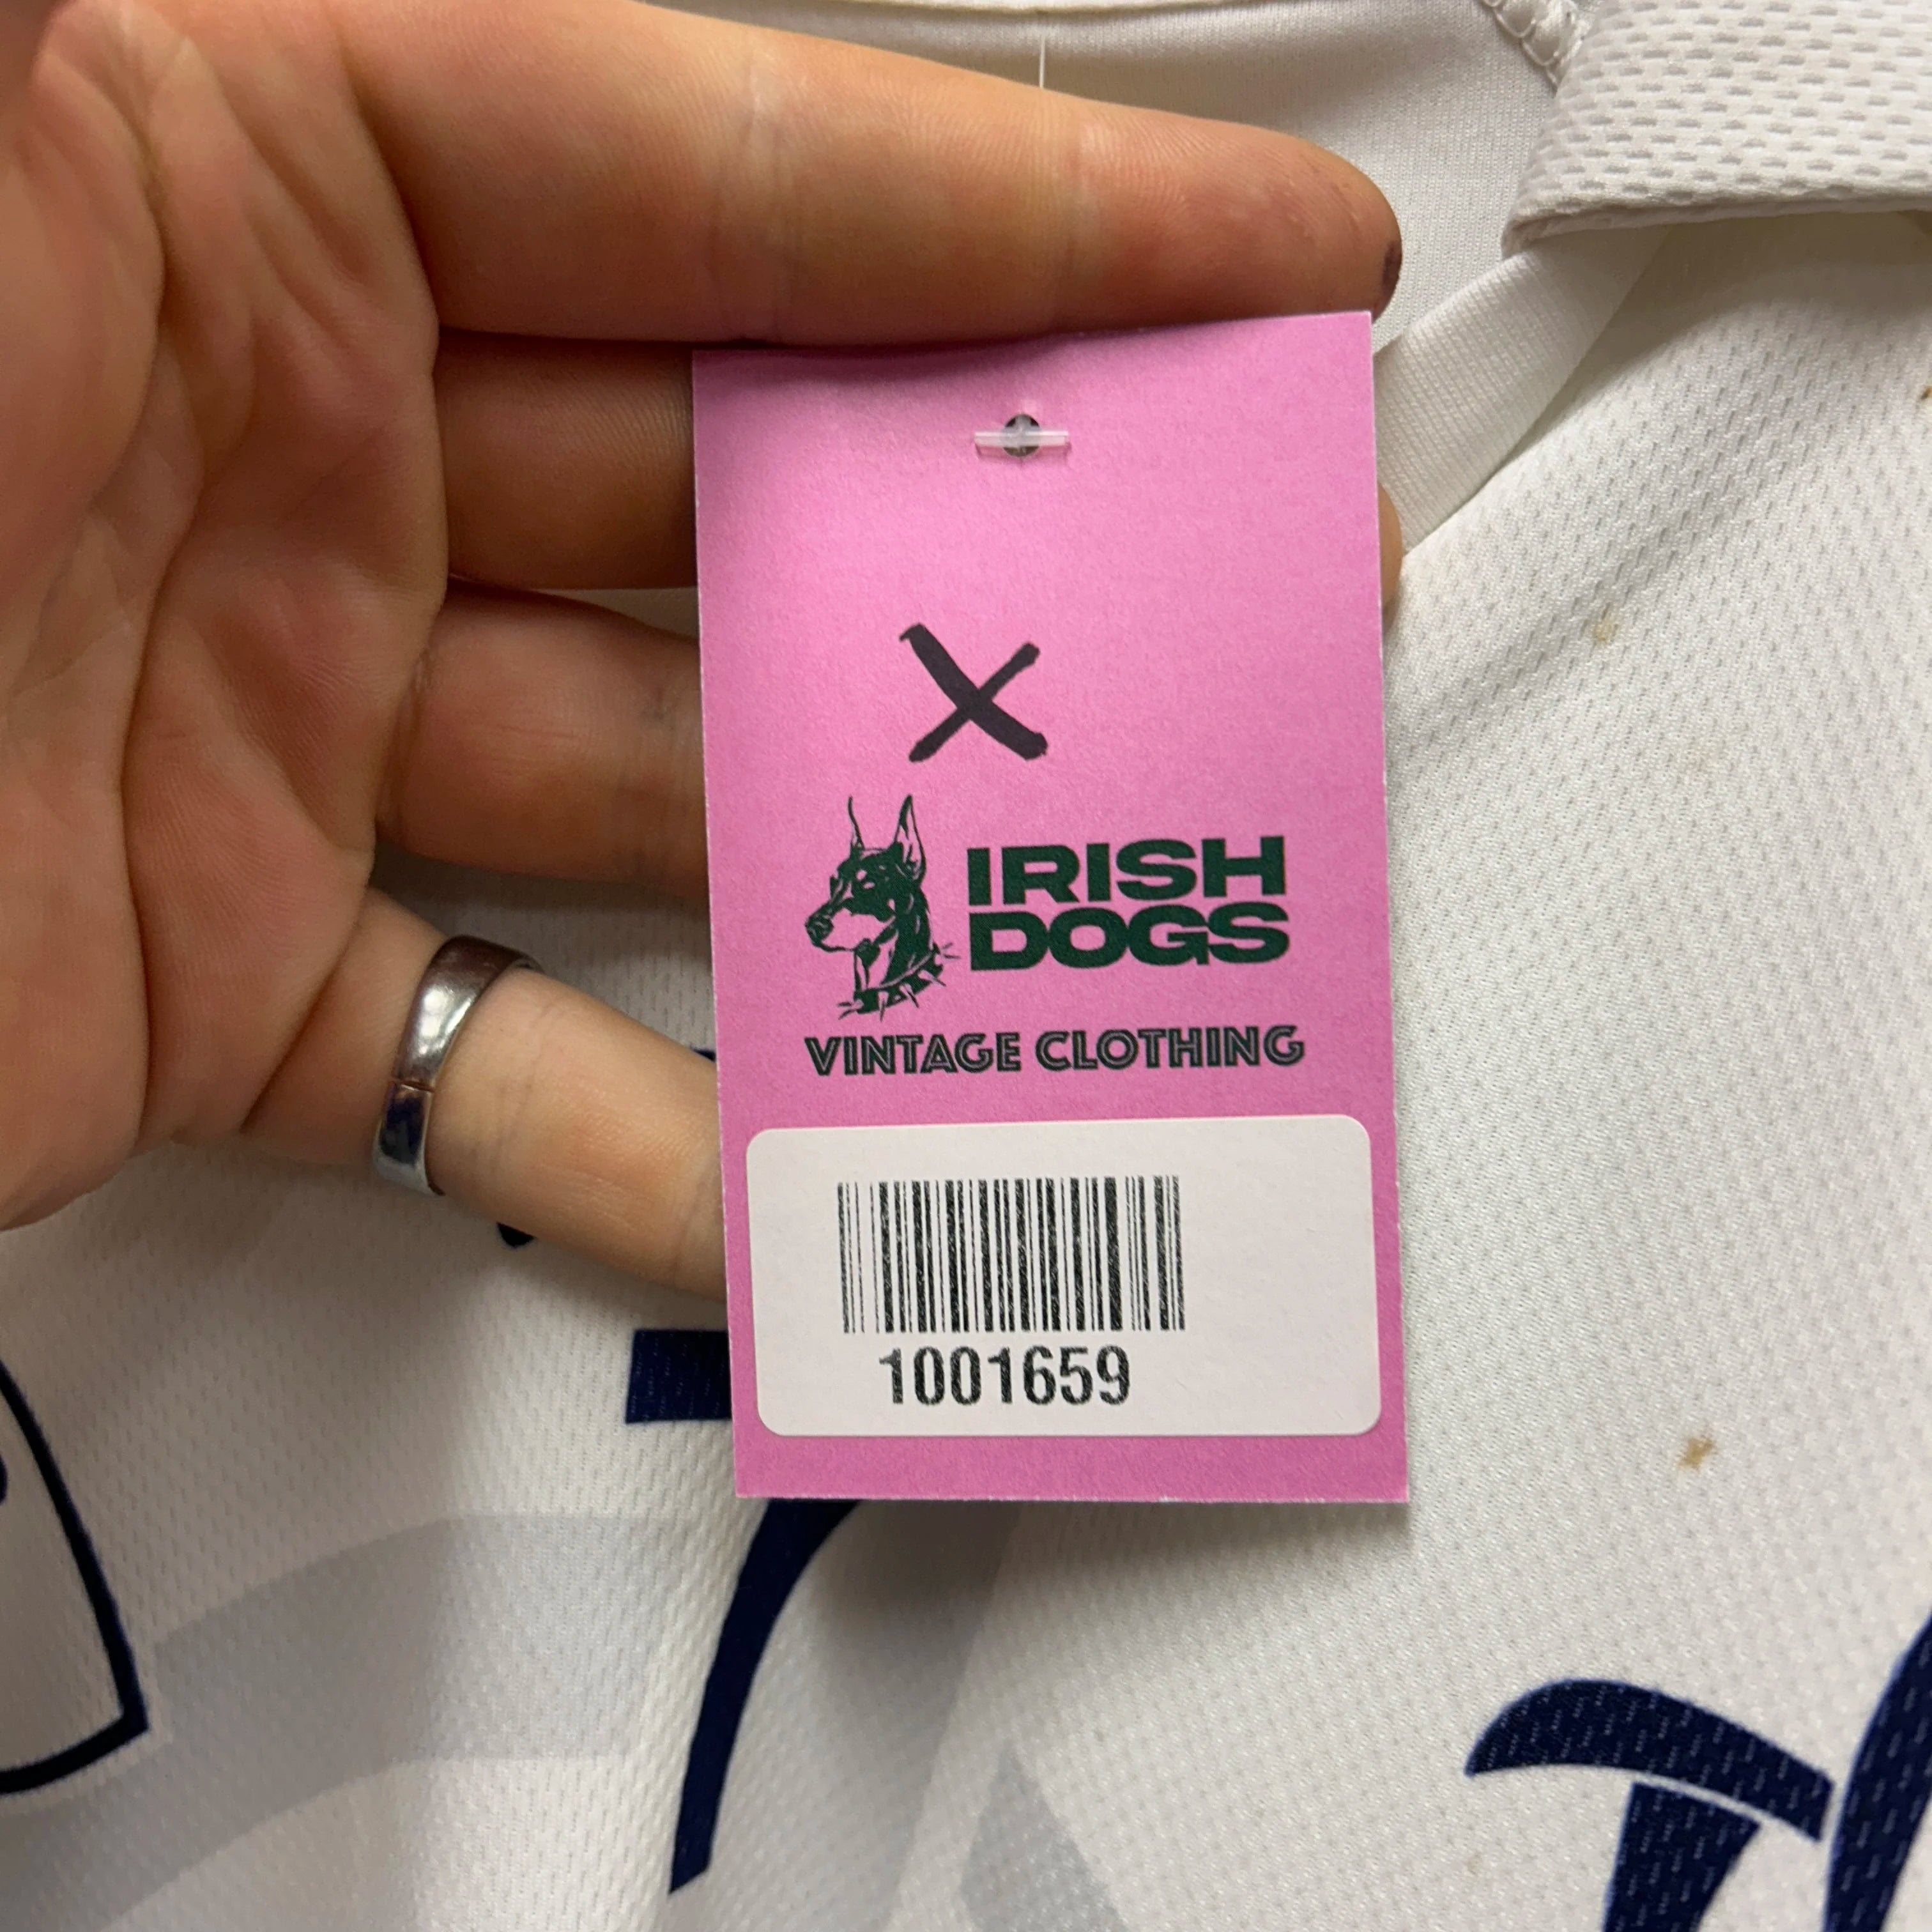 X
IRISH
DOGS
VINTAGE CLOTHING
1001659